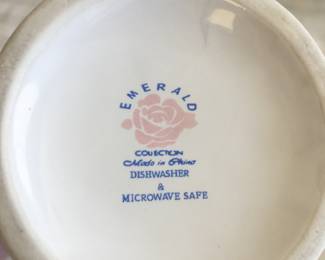 EMERALD
COLLECTION
Made in China
DISHWASHER
&
MICROWAVE SAFE